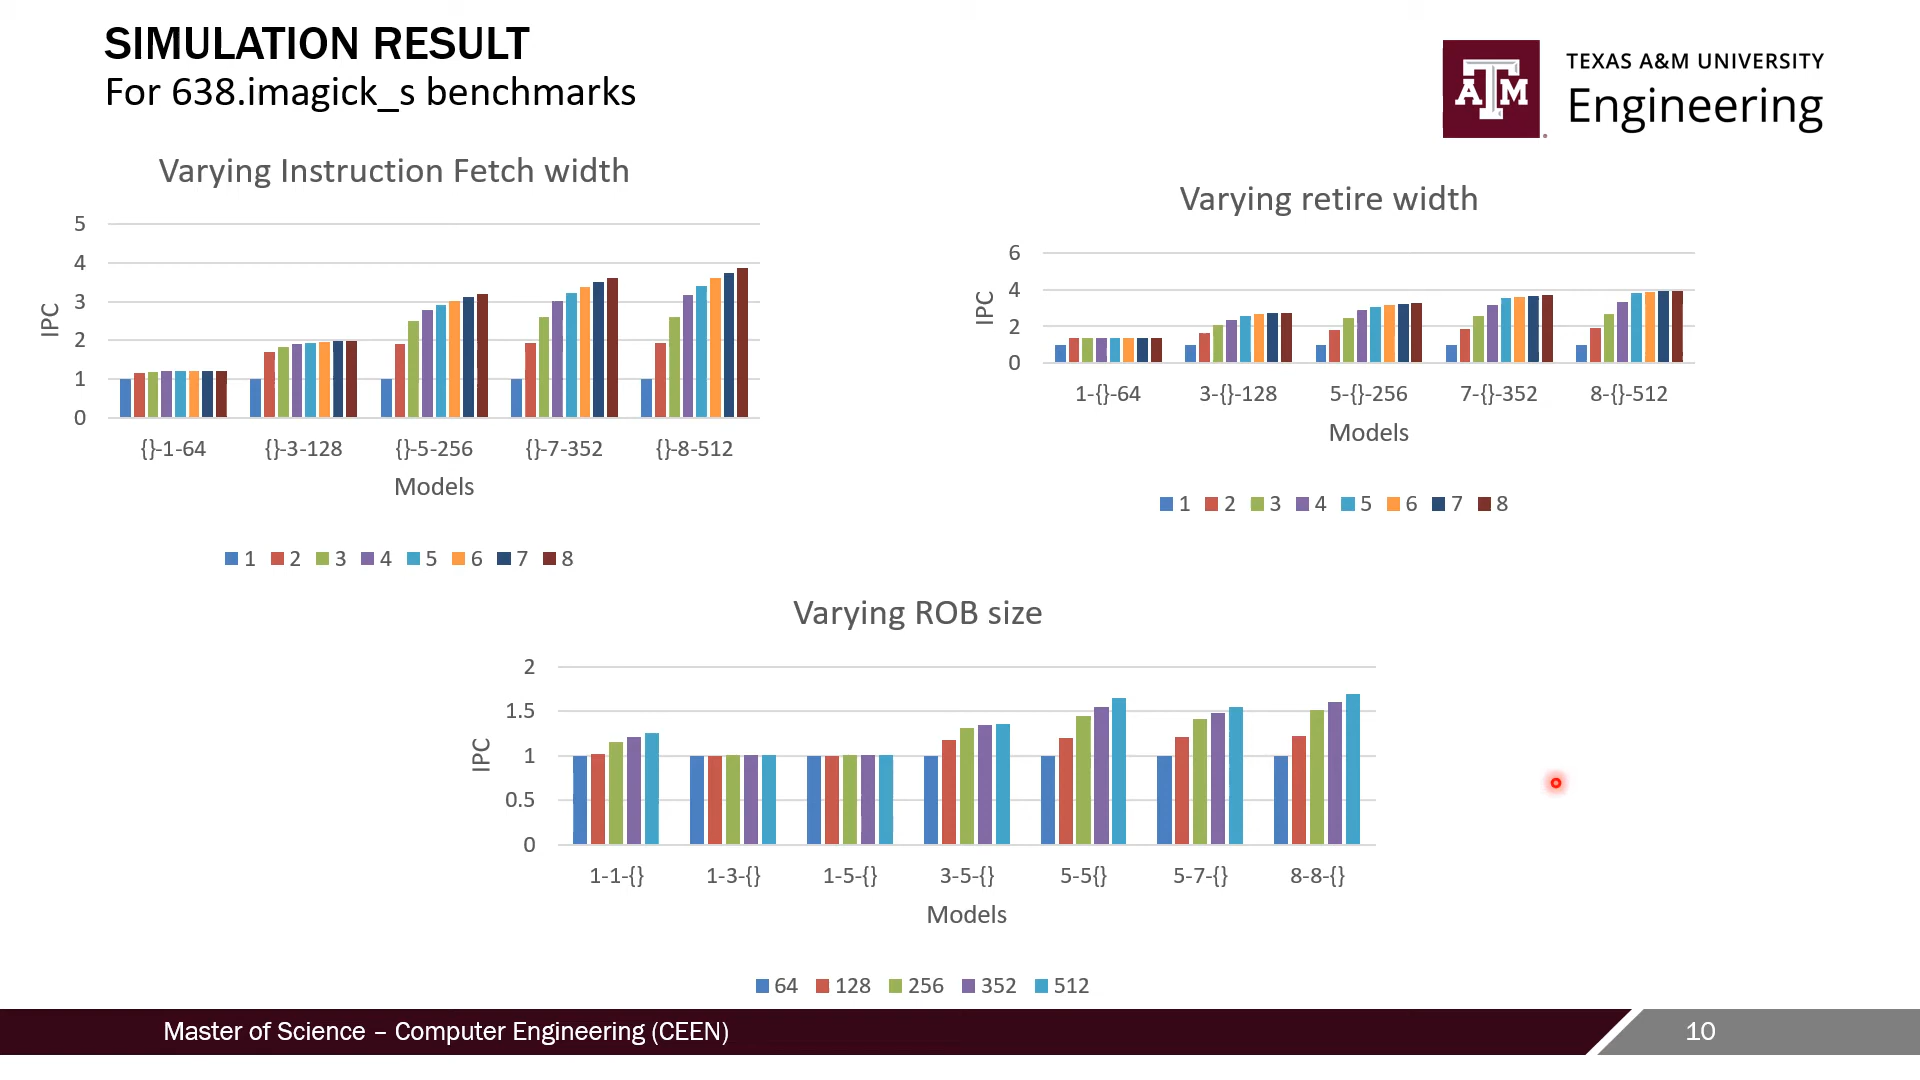 SIMULATION RESULT
For 638.imagick_s benchmarks
ATM
TEXAS A&M UNIVERSITY
Engineering
Varying Instruction Fetch width
5
4
3
2
1
0
IPC
{}-1-64 {}-3-128 {}-5-256 {}-7-352 {}-8-512
Models
1 2 3 4 5 6 7 8
Varying retire width
6
4
2
0
IPC
1-{}-64 3-{}-128 5-{}-256 7-{}-352 8-{}-512
Models
1 2 3 4 5 6 7 8
Varying ROB size
2
1.5
1
0.5
0
IPC
1-1-{} 1-3-{} 1-5-{} 3-5-{} 5-5{} 5-7-{} 8-8-{}
Models
64 128 256 352 512
Master of Science – Computer Engineering (CEEN)
10